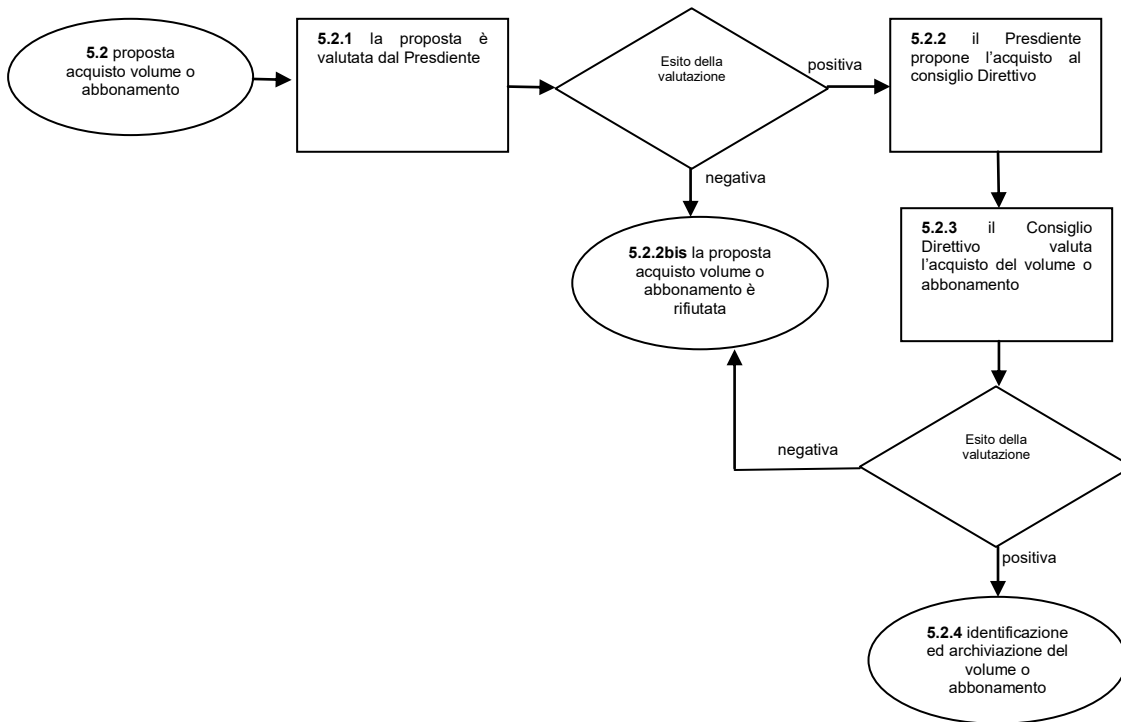 5.2 proposta
acquisto volume o
abbonamento
5.2.1 la proposta è
valutata dal Presdiente
Esito della
valutazione
positiva
5.2.2 il Presdiente
propone l'acquisto al
consiglio Direttivo
negativa
5.2.2bis la proposta
acquisto volume o
abbonamento è
rifiutata
5.2.3 il Consiglio
Direttivo valuta
l'acquisto del volume o
abbonamento
Esito della
valutazione
negativa
positiva
5.2.4 identificazione
ed archiviazione del
volume o
abbonamento